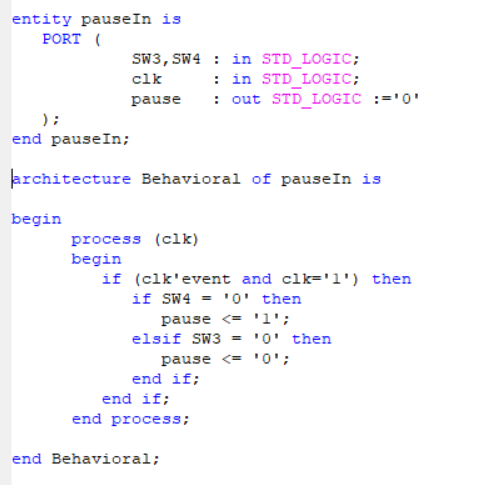 entity pauseIn is
PORT (
SW3,SW4 : in STD_LOGIC;
clk : in STD_LOGIC;
pause : out STD_LOGIC :='0'
);
end pauseIn;
architecture Behavioral of pauseIn is
begin
process (clk)
begin
if (clk'event and clk='1') then
if SW4 = '0' then
pause <= '1';
elsif SW3 = '0' then
pause <= '0';
end if;
end if;
end process;
end Behavioral;